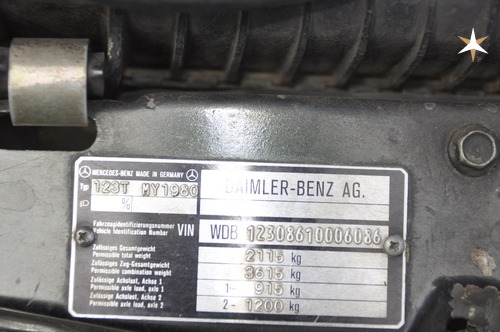 MERCEDES-BENZ MADE IN GERMANY
Typ 123T MY1980 DAIMLER-BENZ AG.
%
Fahrzeugidentifizierungsnummer
Vehicle Identification Number VIN WDB 12308610006086
Zulässiges Gesamtgewicht
Permissible total weight 2115 kg
Zulässiges Zug-Gesamtgewicht
Permissible combination weight 3615 kg
Zulässige Achslast, Achse 1
Permissible axle load, axle 1 1- 915 kg
Zulässige Achslast, Achse 2
Permissible axle load, axle 2 2- 1200 kg